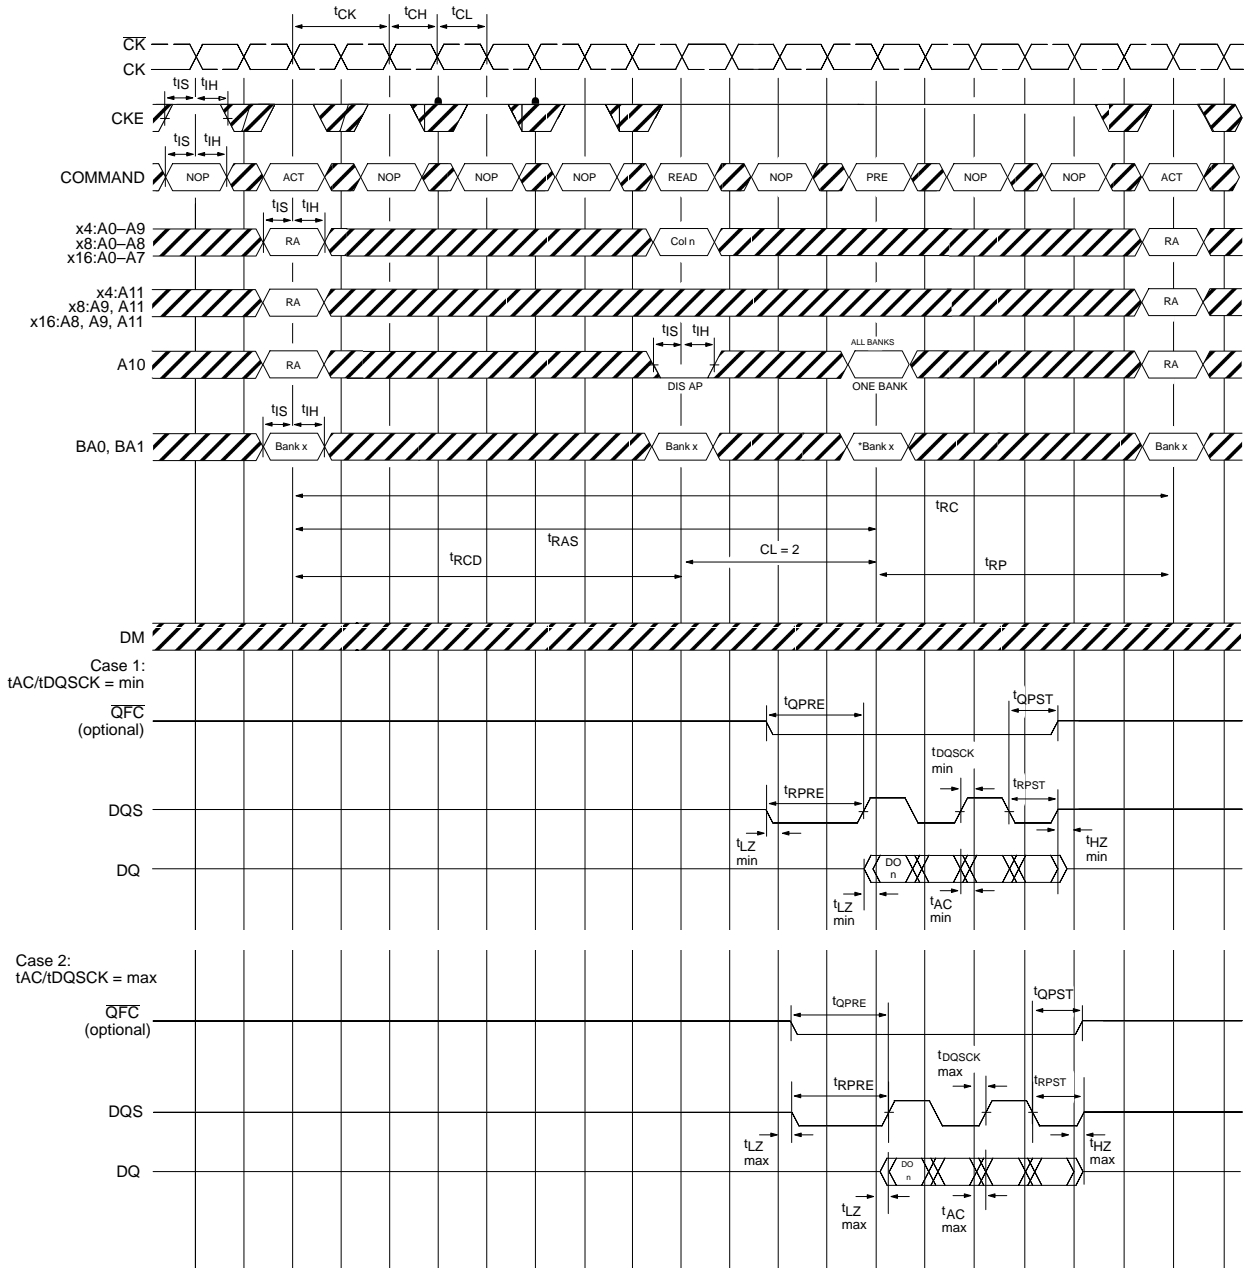 tCK tCH tCL
CK
CK
tIS tIH
CKE
tIS tIH
COMMAND NOP ACT NOP NOP NOP READ NOP PRE NOP NOP ACT
tIS tIH
x4:A0–A9
x8:A0–A8 RA Col n RA
x16:A0–A7
x4:A11
x8:A9, A11 RA RA
x16:A8, A9, A11
tIS tIH ALL BANKS
A10 RA RA
DIS AP ONE BANK
tIS tIH
BA0, BA1 Bank x Bank x *Bank x Bank x
tRC
tRAS
CL = 2
tRCD tRP
DM
Case 1:
tAC/tDQSCK = min
tQPRE tQPST
QFC
(optional)
tDQSCK
min
tRPRE tRPST
DQS
tLZ
min
tHZ
min
DQ DO
n
tLZ
min
tAC
min
Case 2:
tAC/tDQSCK = max
tQPRE tQPST
QFC
(optional)
tDQSCK
max
tRPRE tRPST
DQS
tLZ
max
tHZ
max
DQ DO
n
tLZ
max
tAC
max